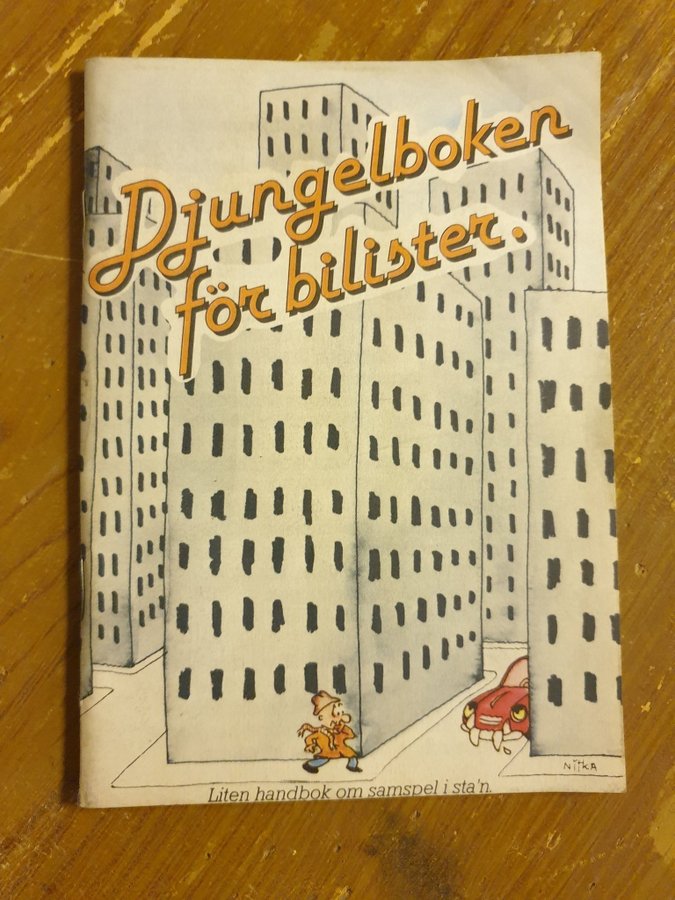 Djungelboken
för bilister.
NitkA
Liten handbok om samspel i sta'n.